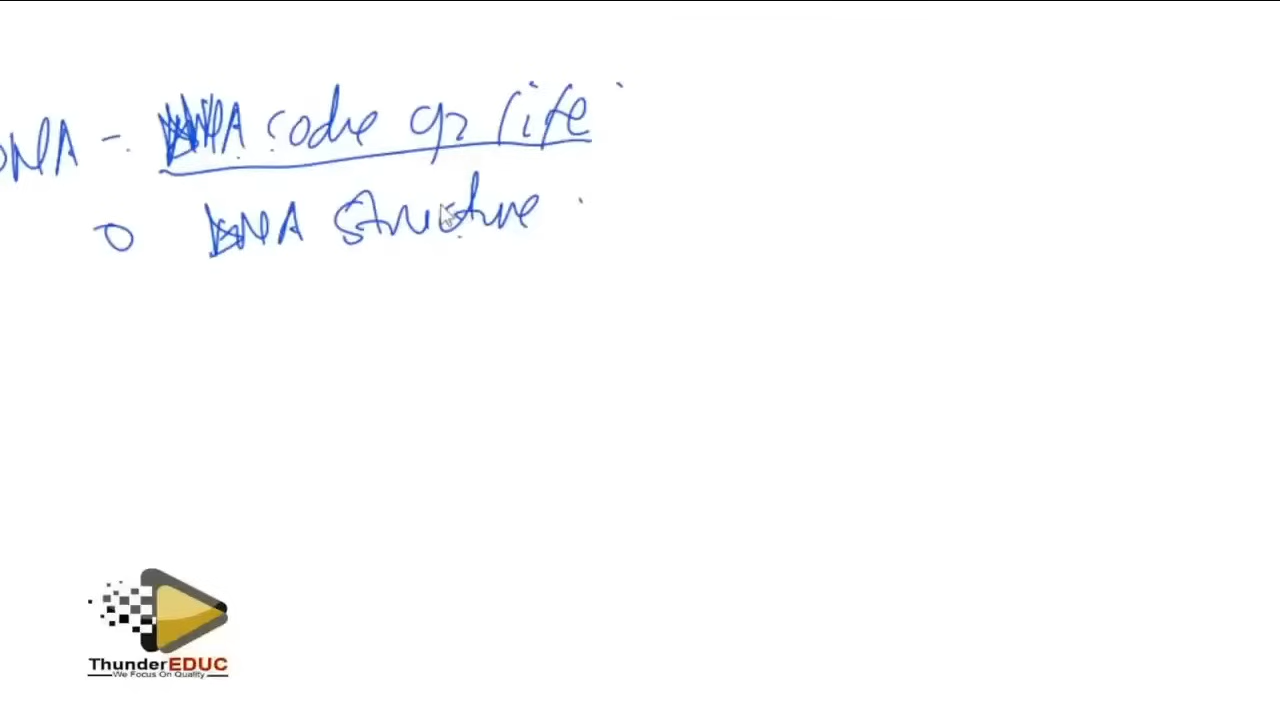 DNA - DNA code of life
o DNA structure
ThunderEDUC
We Focus On Quality